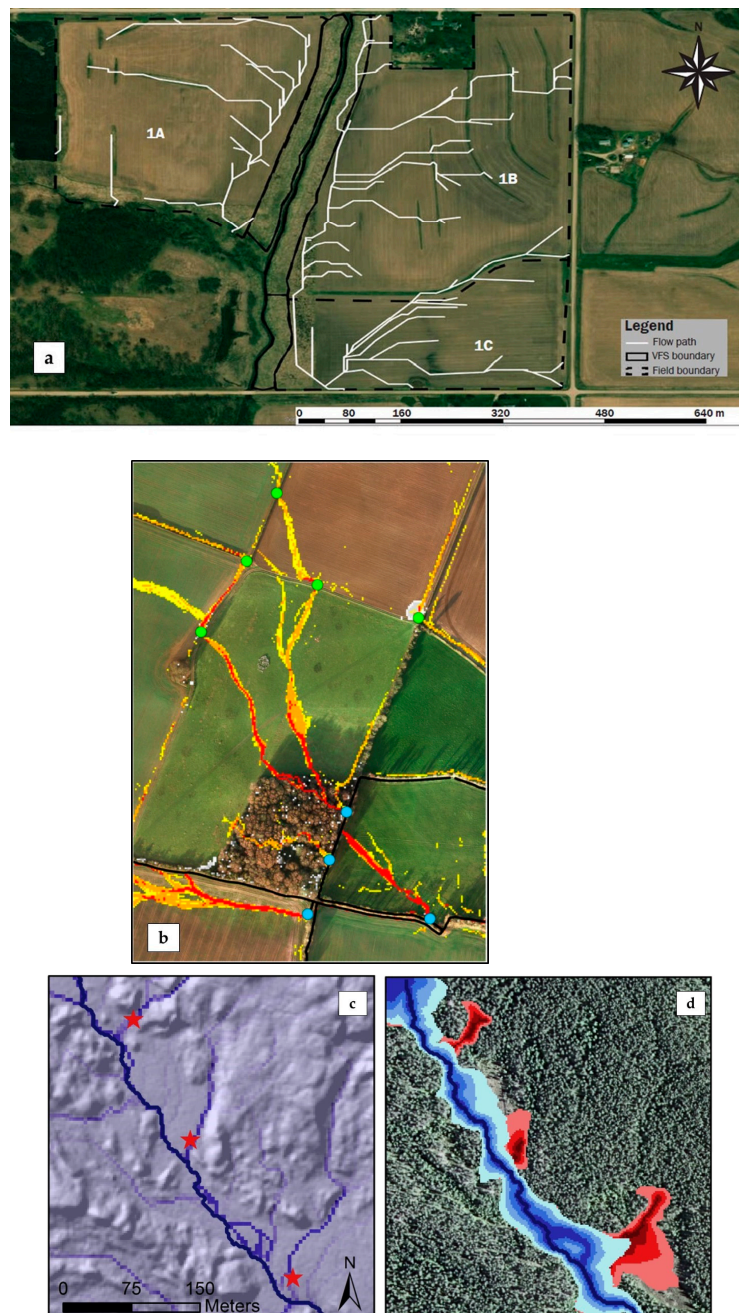 N
1A
1B
1C
a
Legend
Flow path
VFS boundary
Field boundary
0 80 160 320 480 640 m
b
c
d
N
0 75 150
Meters